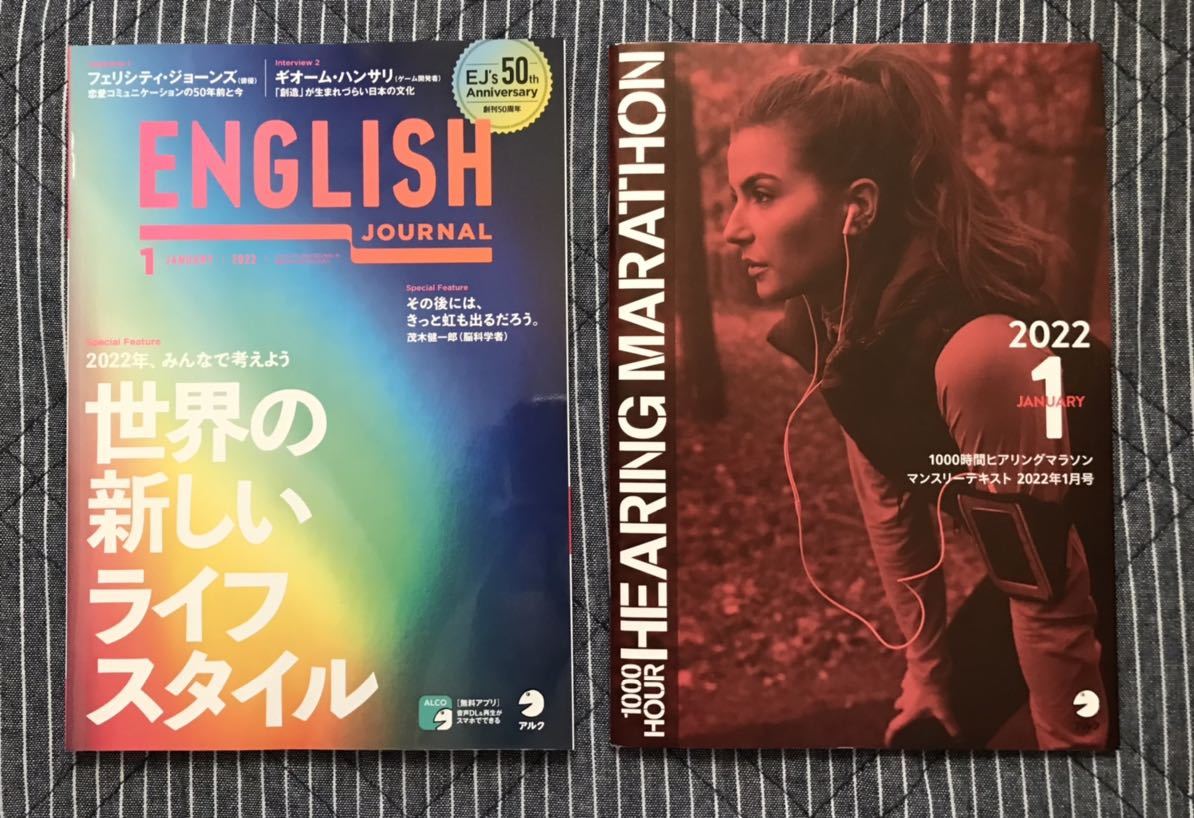 Interview 1
フェリシティ・ジョーンズ(俳優)
恋愛コミュニケーションの50年前と今
Interview 2
ギオーム・ハンサリ(ゲーム開発者)
「創造」が生まれづらい日本の文化
EJ's 50th
Anniversary
創刊50周年
ENGLISH
JOURNAL
1 JANUARY 2022
Special Feature
その後には、
きっと虹も出るだろう。
茂木健一郎(脳科学者)
Special Feature
2022年、みんなで考えよう
世界の
新しい
ライフ
スタイル
ALCO
[無料アプリ]
音声DL&再生が
スマホでできる
アルク
1000
HOUR
HEARING MARATHON
2022
1
JANUARY
1000時間ヒアリングマラソン
マンスリーテキスト 2022年1月号
アルク